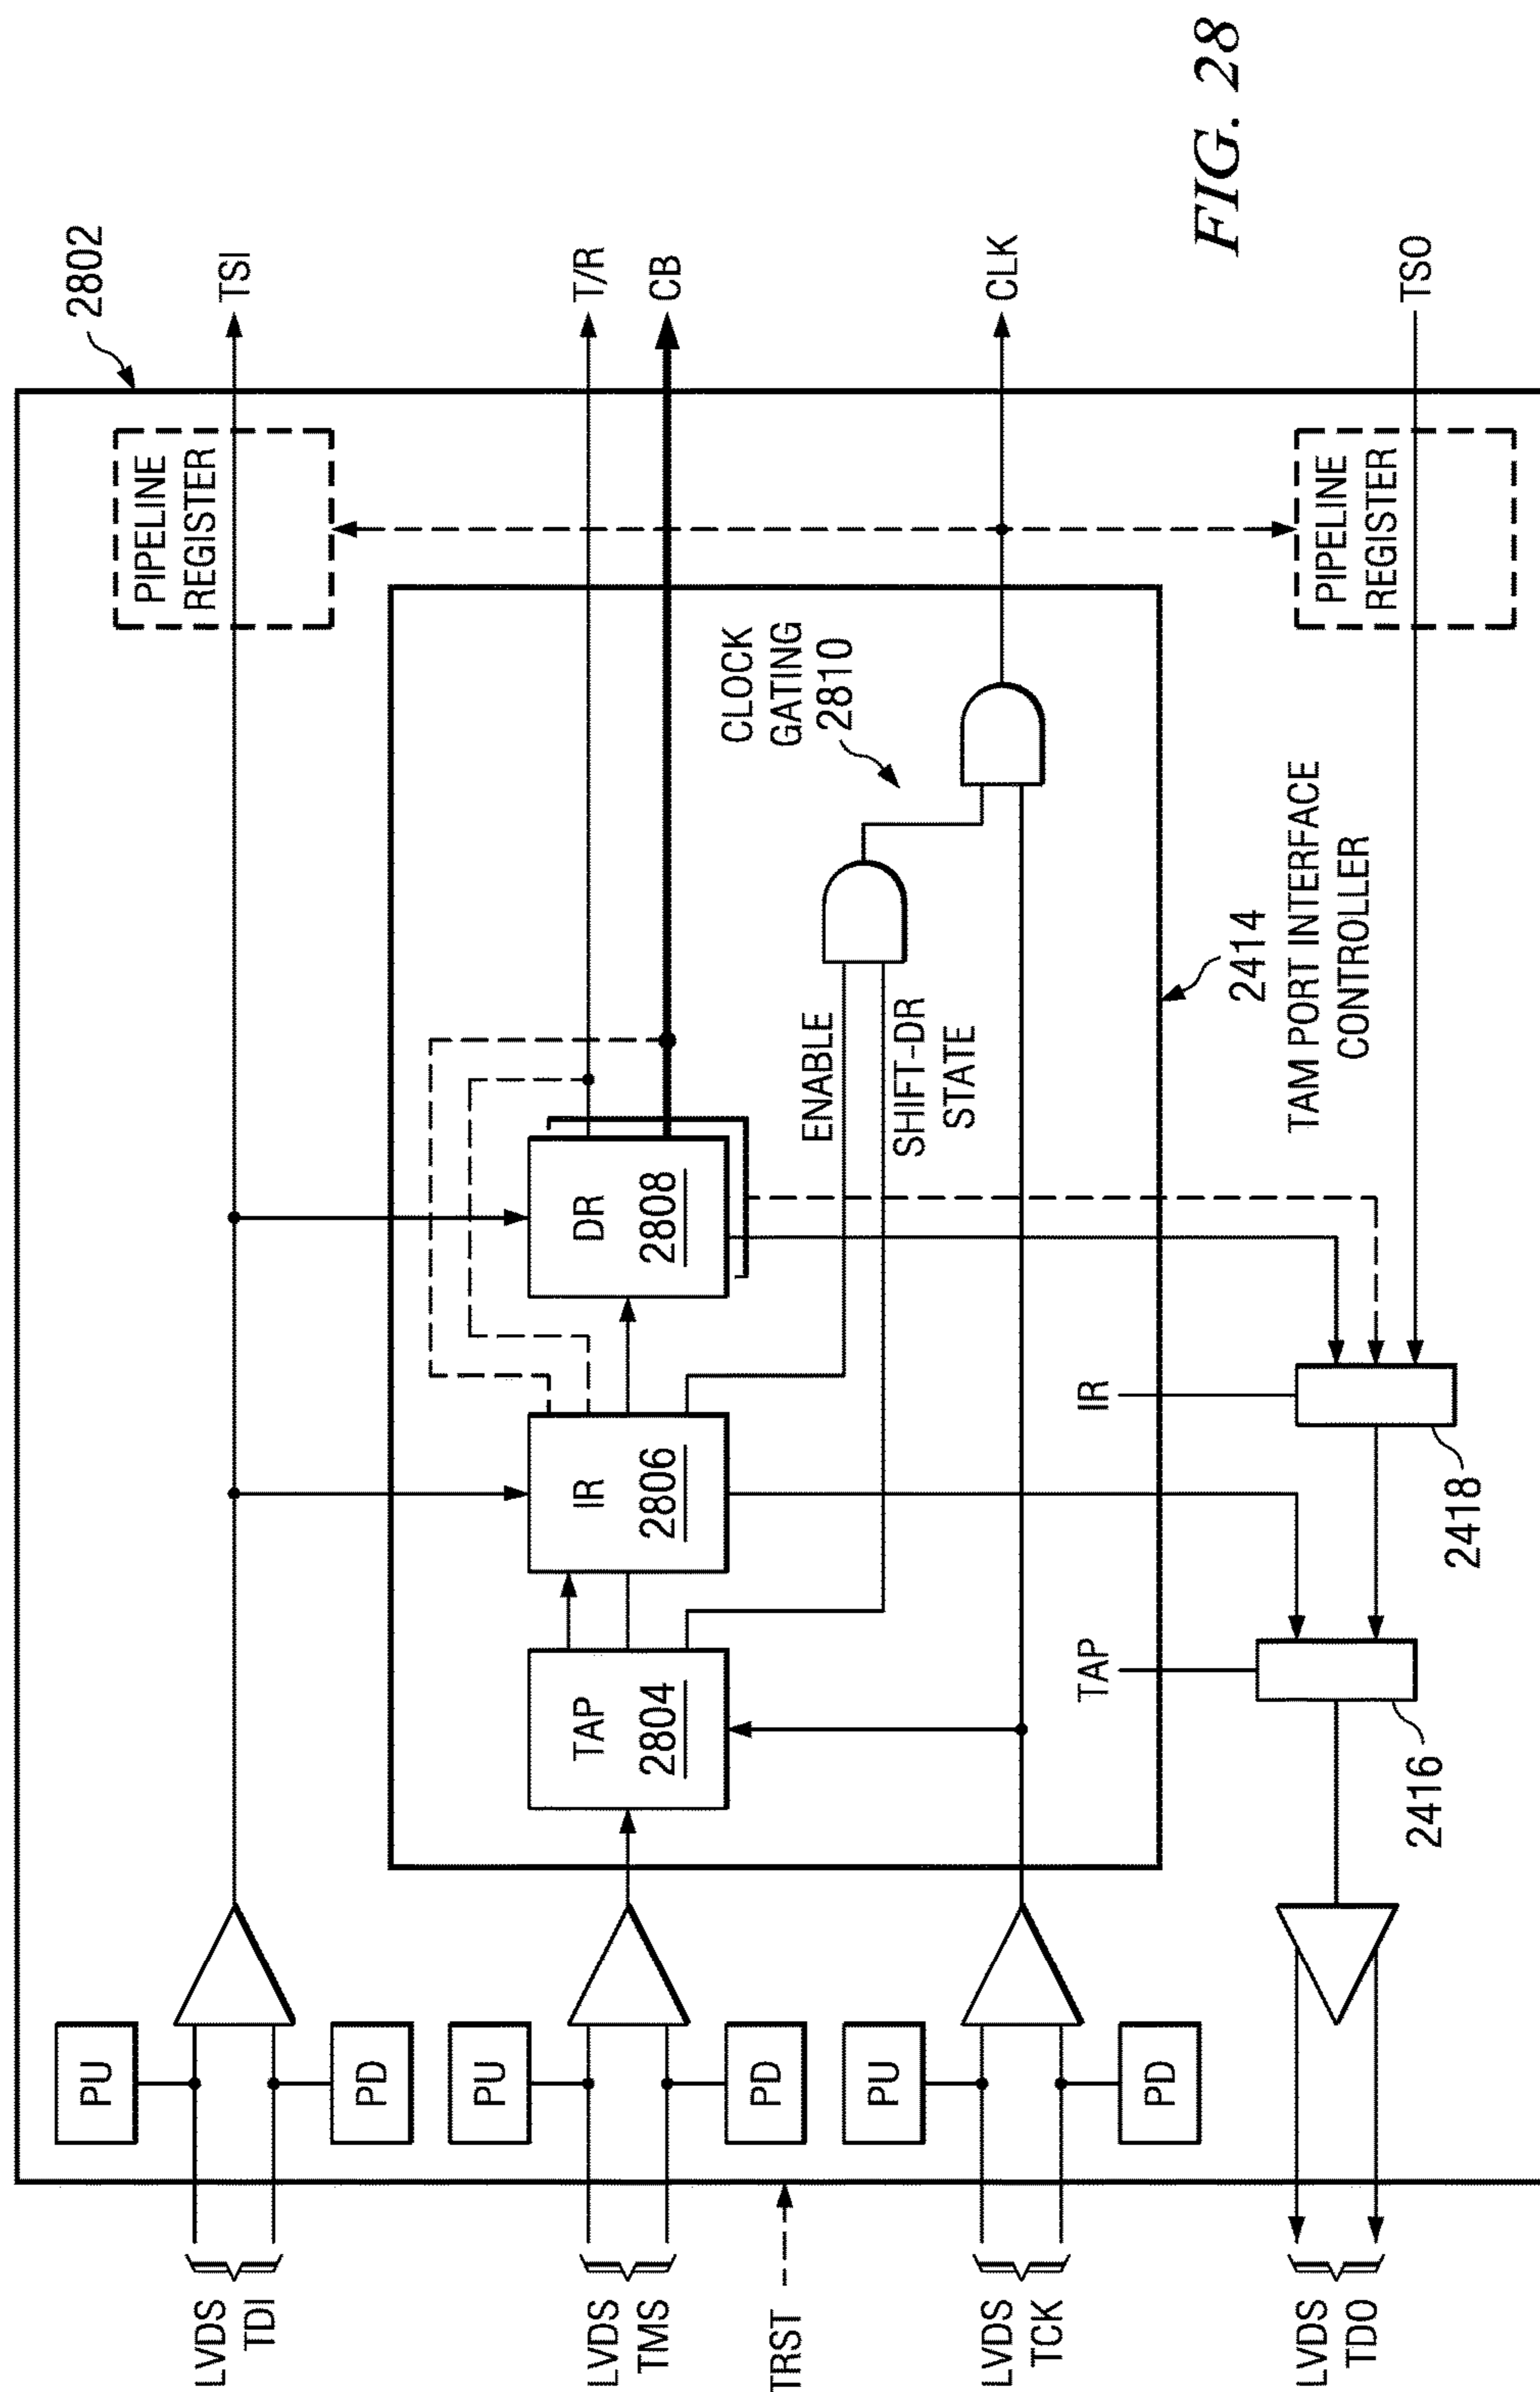 2802
PU
PD
LVDS
TDI
PIPELINE
REGISTER
TSI
PU
PD
LVDS
TMS
TRST
TAP
2804
IR
2806
DR
2808
T/R
CB
ENABLE
SHIFT-DR
STATE
CLOCK
GATING
2810
CLK
PU
PD
LVDS
TCK
2414
TAM PORT INTERFACE
CONTROLLER
TAP
IR
2416
2418
LVDS
TDO
PIPELINE
REGISTER
TSO
FIG. 28